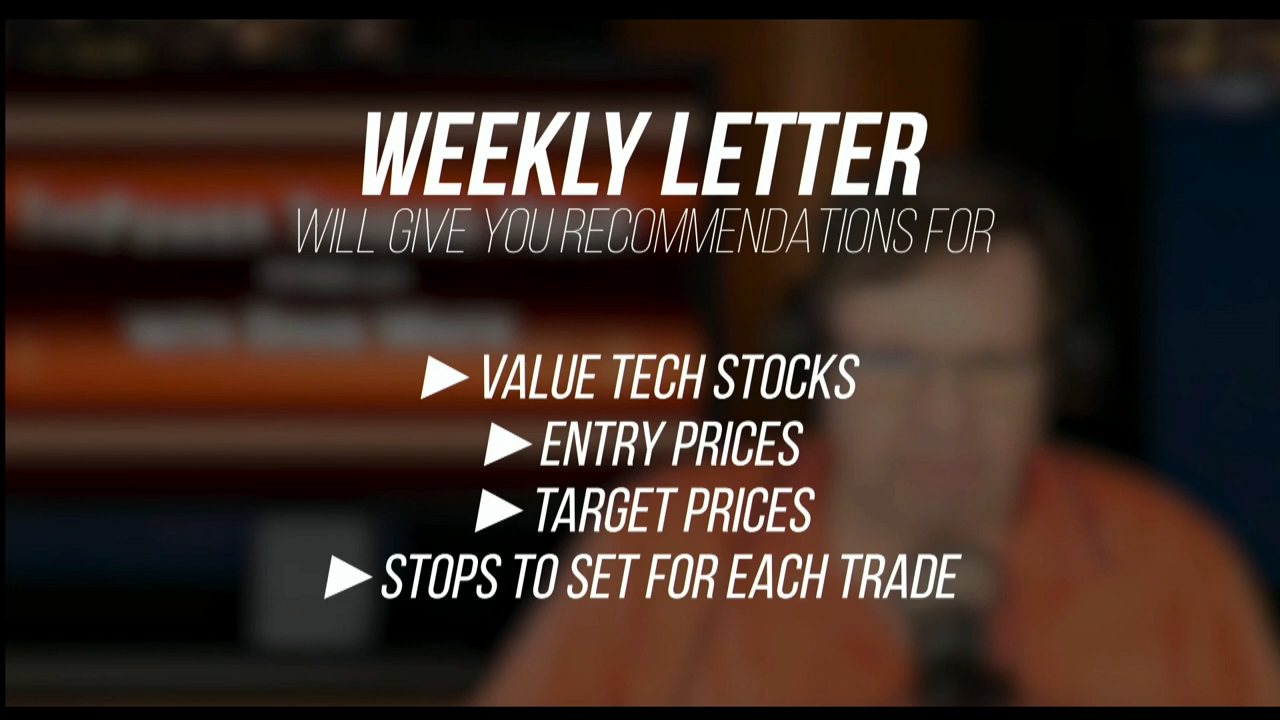 WEEKLY LETTER
WILL GIVE YOU RECOMMENDATIONS FOR
▶ VALUE TECH STOCKS
▶ ENTRY PRICES
▶ TARGET PRICES
▶ STOPS TO SET FOR EACH TRADE